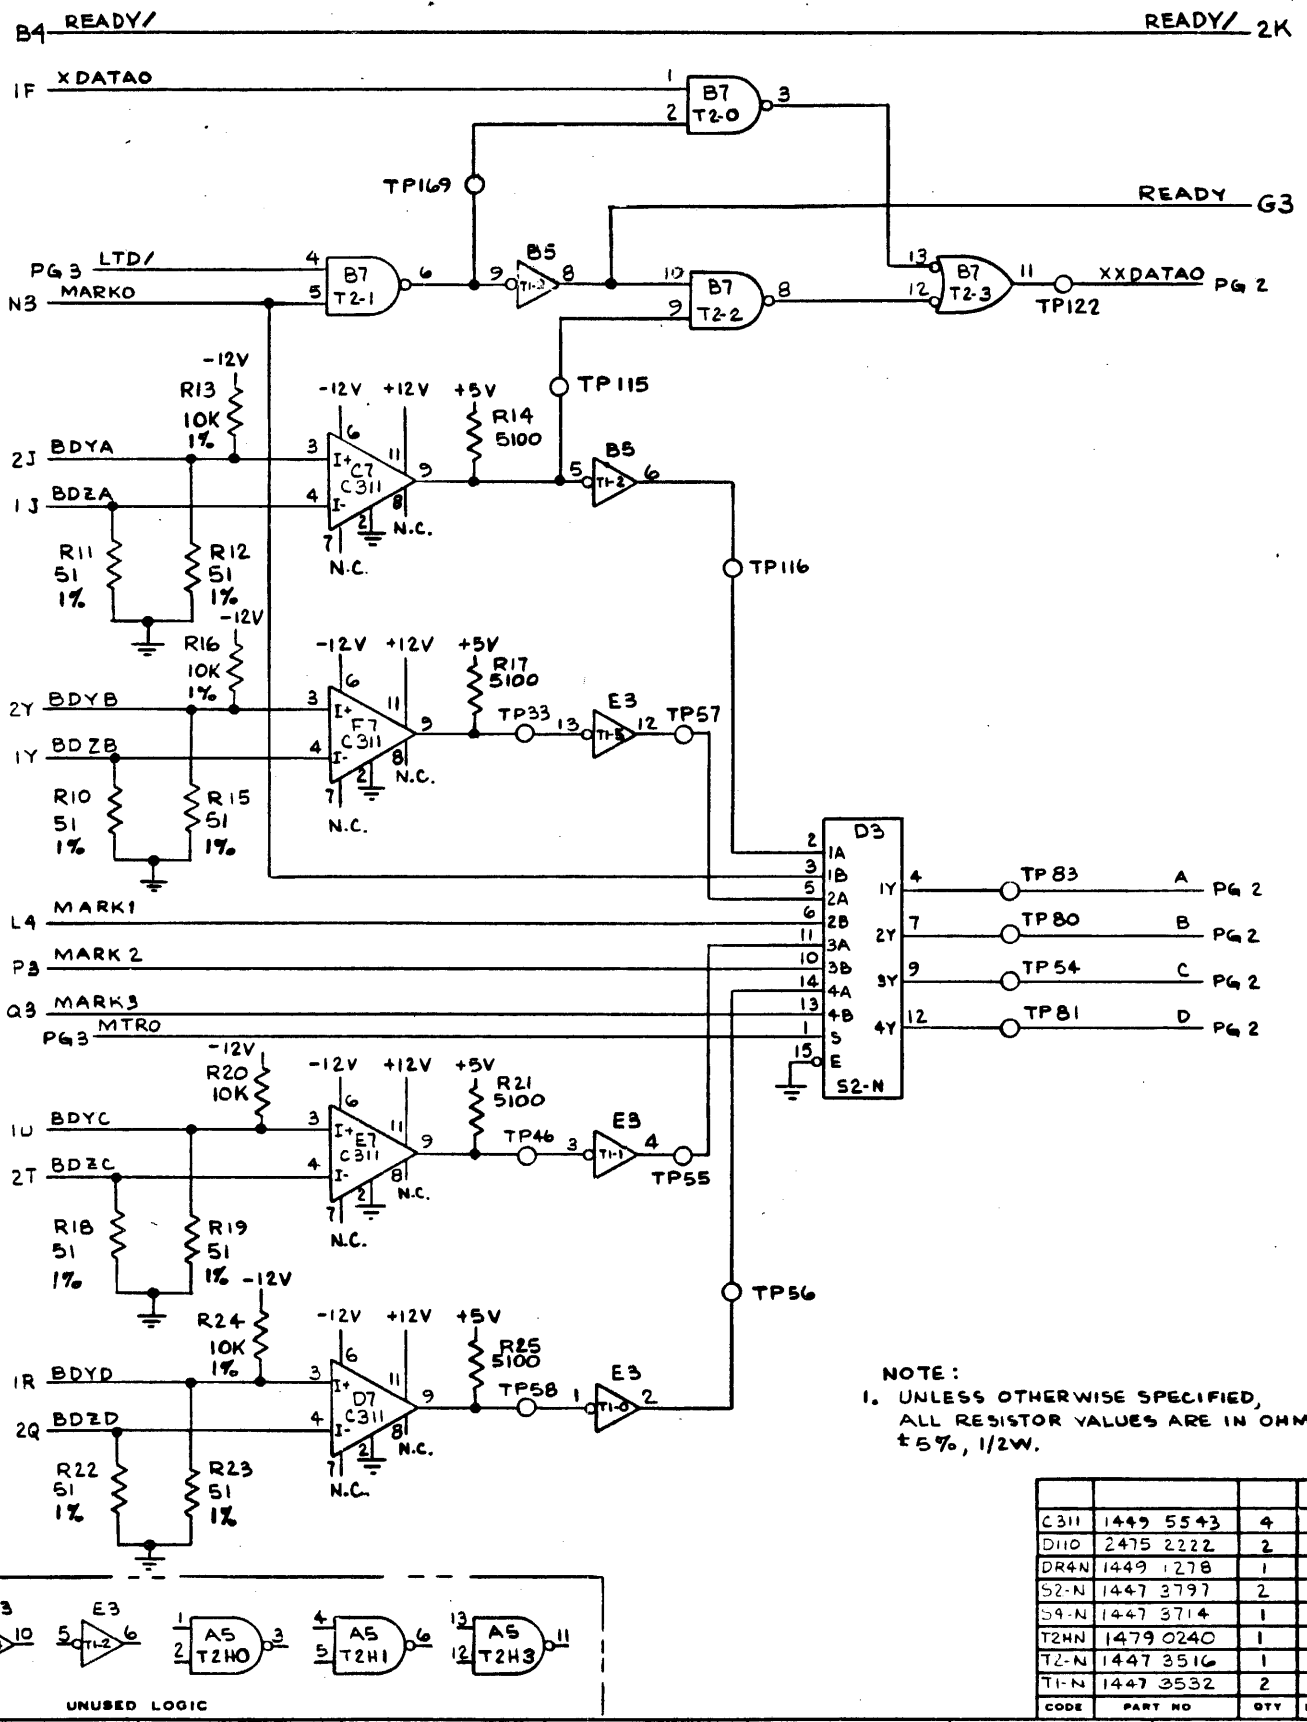 B4 READY/ READY/ 2K
1F XDATA0 1 B7 3
2 T2-0
TP169
READY G3
PG3 LTD/ 4 B7 6 9 B5 8 10 B7 8 13 B7 11 XXDATA0 PG 2
N3 MARK0 5 T2-1 9 T2-2 12 T2-3 TP122
-12V
R13 -12V +12V +5V TP115
10K 6 R14
1% 11 5100
2J BDYA 3 I+ C7 9 5 B5 6
1J BDZA 4 I- C311 8 T1-2
2 N.C.
7
N.C.
R11 R12 TP116
51 51
1% 1%
-12V
R16 -12V +12V +5V
10K 6 R17
1% 11 5100
2Y BDYB 3 I+ F7 9 TP33 13 E3 12 TP57
1Y BDZB 4 I- C311 8 T1-5
2 N.C.
7
N.C.
R10 R15
51 51
1% 1%
D3
2 1A
3 1B 1Y 4 TP83 A PG 2
5 2A
L4 MARK1 6 2B 2Y 7 TP80 B PG 2
11 3A
P3 MARK2 10 3B 3Y 9 TP54 C PG 2
14 4A
Q3 MARK3 13 4B 4Y 12 TP81 D PG 2
PG3 MTR0 1 S
15 E
S2-N
-12V
R20 -12V +12V +5V
10K 6 R21
11 5100
1U BDYC 3 I+ E7 9 TP46 3 E3 4 TP55
2T BDZC 4 I- C311 8 T1-1
2 N.C.
7
N.C.
R18 R19
51 51
1% 1%
TP56
-12V
R24 -12V +12V +5V
10K 6 R25
1% 11 5100
1R BDYD 3 I+ D7 9 TP58 1 E3 2
2Q BDZD 4 I- C311 8 T1-0
2 N.C.
7
N.C.
R22 R23
51 51
1% 1%
NOTE:
1. UNLESS OTHERWISE SPECIFIED,
ALL RESISTOR VALUES ARE IN OHM
±5%, 1/2W.
3 10 5 E3 T1-2 6 1 2 A5 T2H0 3 4 5 A5 T2H1 6 13 12 A5 T2H3 11
UNUSED LOGIC
C311 1449 5543 4
D110 2475 2222 2
DR4N 1449 1278 1
S2-N 1447 3797 2
S4-N 1447 3714 1
T2HN 1479 0240 1
T2-N 1447 3516 1
T1-N 1447 3532 2
CODE PART NO QTY